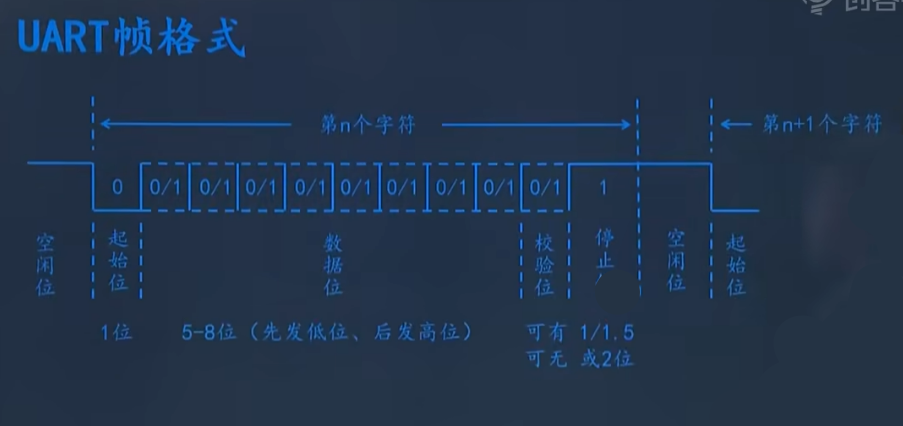 UART帧格式
第n个字符
第n+1个字符
0 0/1 0/1 0/1 0/1 0/1 0/1 0/1 0/1 0/1 1
空闲位 起始位 数据位 校验位 停止 空闲位 起始位
1位 5-8位（先发低位、后发高位） 可有 1/1.5
可无 或2位